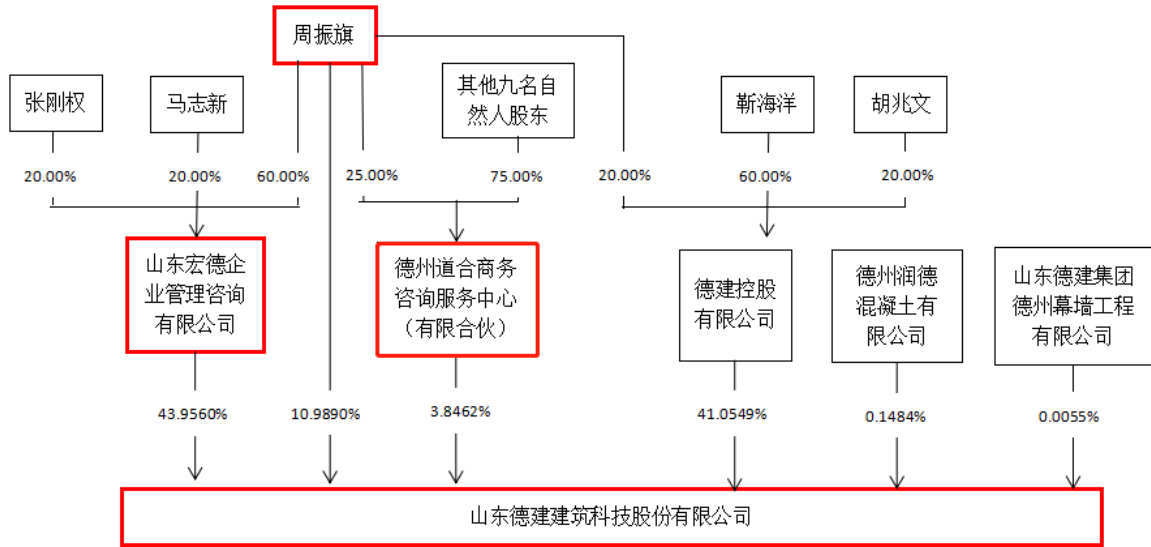 周振旗
张刚权
马志新
其他九名自
然人股东
靳海洋
胡兆文
20.00%
20.00%
60.00%
25.00%
75.00%
20.00%
60.00%
20.00%
山东宏德企
业管理咨询
有限公司
德州道合商务
咨询服务中心
（有限合伙）
德建控股
有限公司
德州润德
混凝土有
限公司
山东德建集团
德州幕墙工程
有限公司
43.9560%
10.9890%
3.8462%
41.0549%
0.1484%
0.0055%
山东德建建筑科技股份有限公司